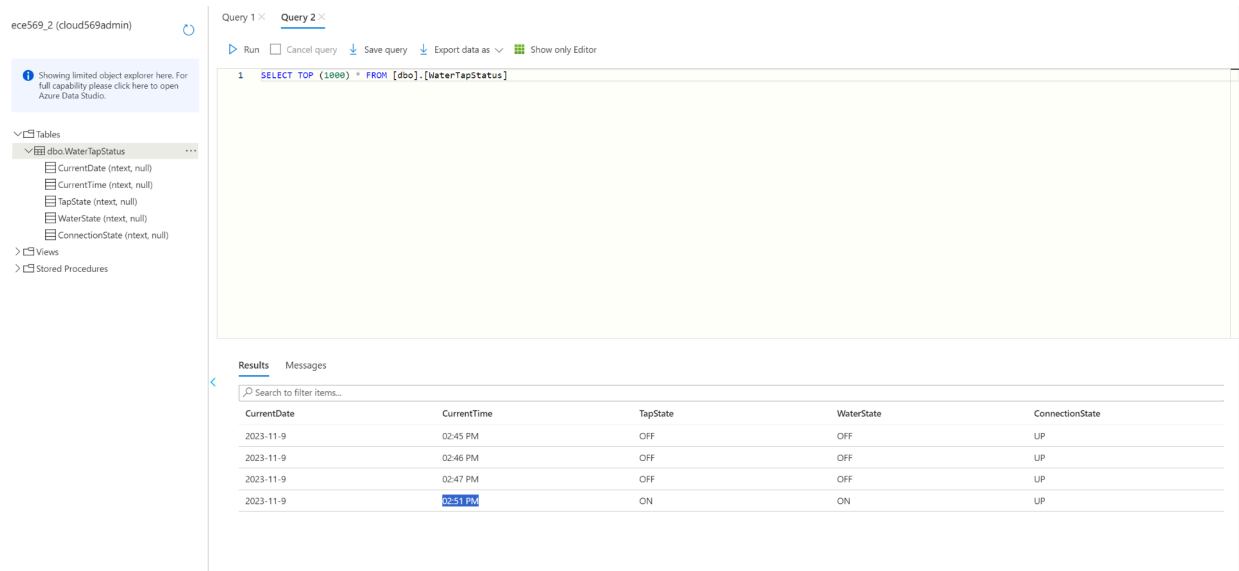 ece569_2 (cloud569admin)
Showing limited object explorer here. For
full capability please click here to open
Azure Data Studio.
Tables
dbo.WaterTapStatus ...
CurrentDate (ntext, null)
CurrentTime (ntext, null)
TapState (ntext, null)
WaterState (ntext, null)
ConnectionState (ntext, null)
Views
Stored Procedures
Query 1 Query 2
Run Cancel query Save query Export data as Show only Editor
1 SELECT TOP (1000) * FROM [dbo].[WaterTapStatus]
Results Messages
Search to filter items...
CurrentDate CurrentTime TapState WaterState ConnectionState
2023-11-9 02:45 PM OFF OFF UP
2023-11-9 02:46 PM OFF OFF UP
2023-11-9 02:47 PM OFF OFF UP
2023-11-9 02:51 PM ON ON UP